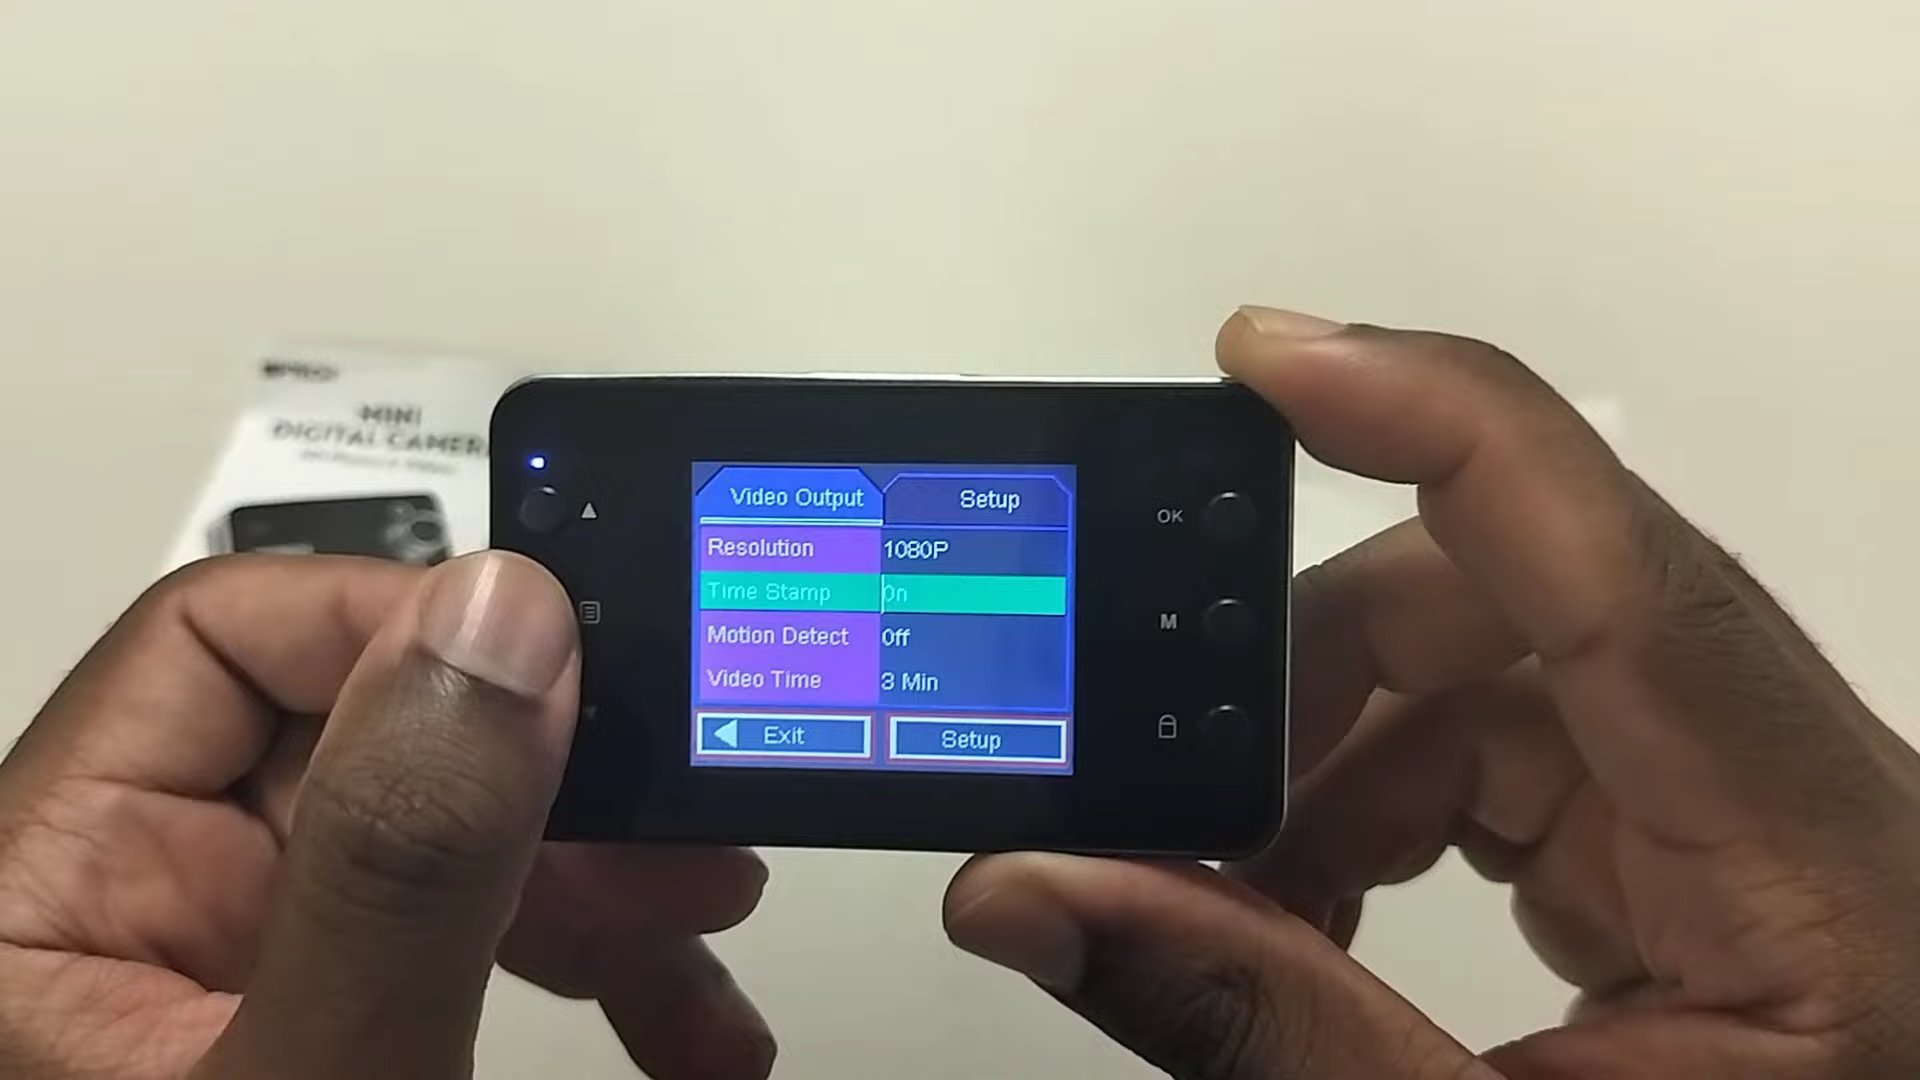 MINI
DIGITAL CAMERA
Video Output Setup
Resolution 1080P
Time Stamp On
Motion Detect Off
Video Time 3 Min
Exit Setup
OK
M